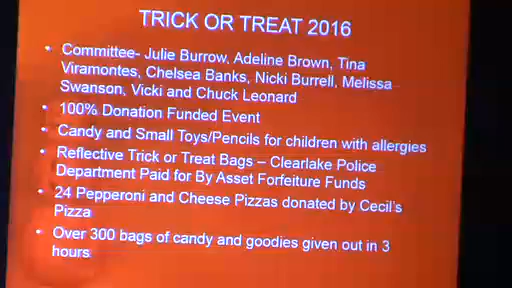 TRICK OR TREAT 2016
• Committee- Julie Burrow, Adeline Brown, Tina
Viramontes, Chelsea Banks, Nicki Burrell, Melissa
Swanson, Vicki and Chuck Leonard
• 100% Donation Funded Event
• Candy and Small Toys/Pencils for children with allergies
• Reflective Trick or Treat Bags – Clearlake Police
Department Paid for By Asset Forfeiture Funds
• 24 Pepperoni and Cheese Pizzas donated by Cecil's
Pizza
• Over 300 bags of candy and goodies given out in 3
hours